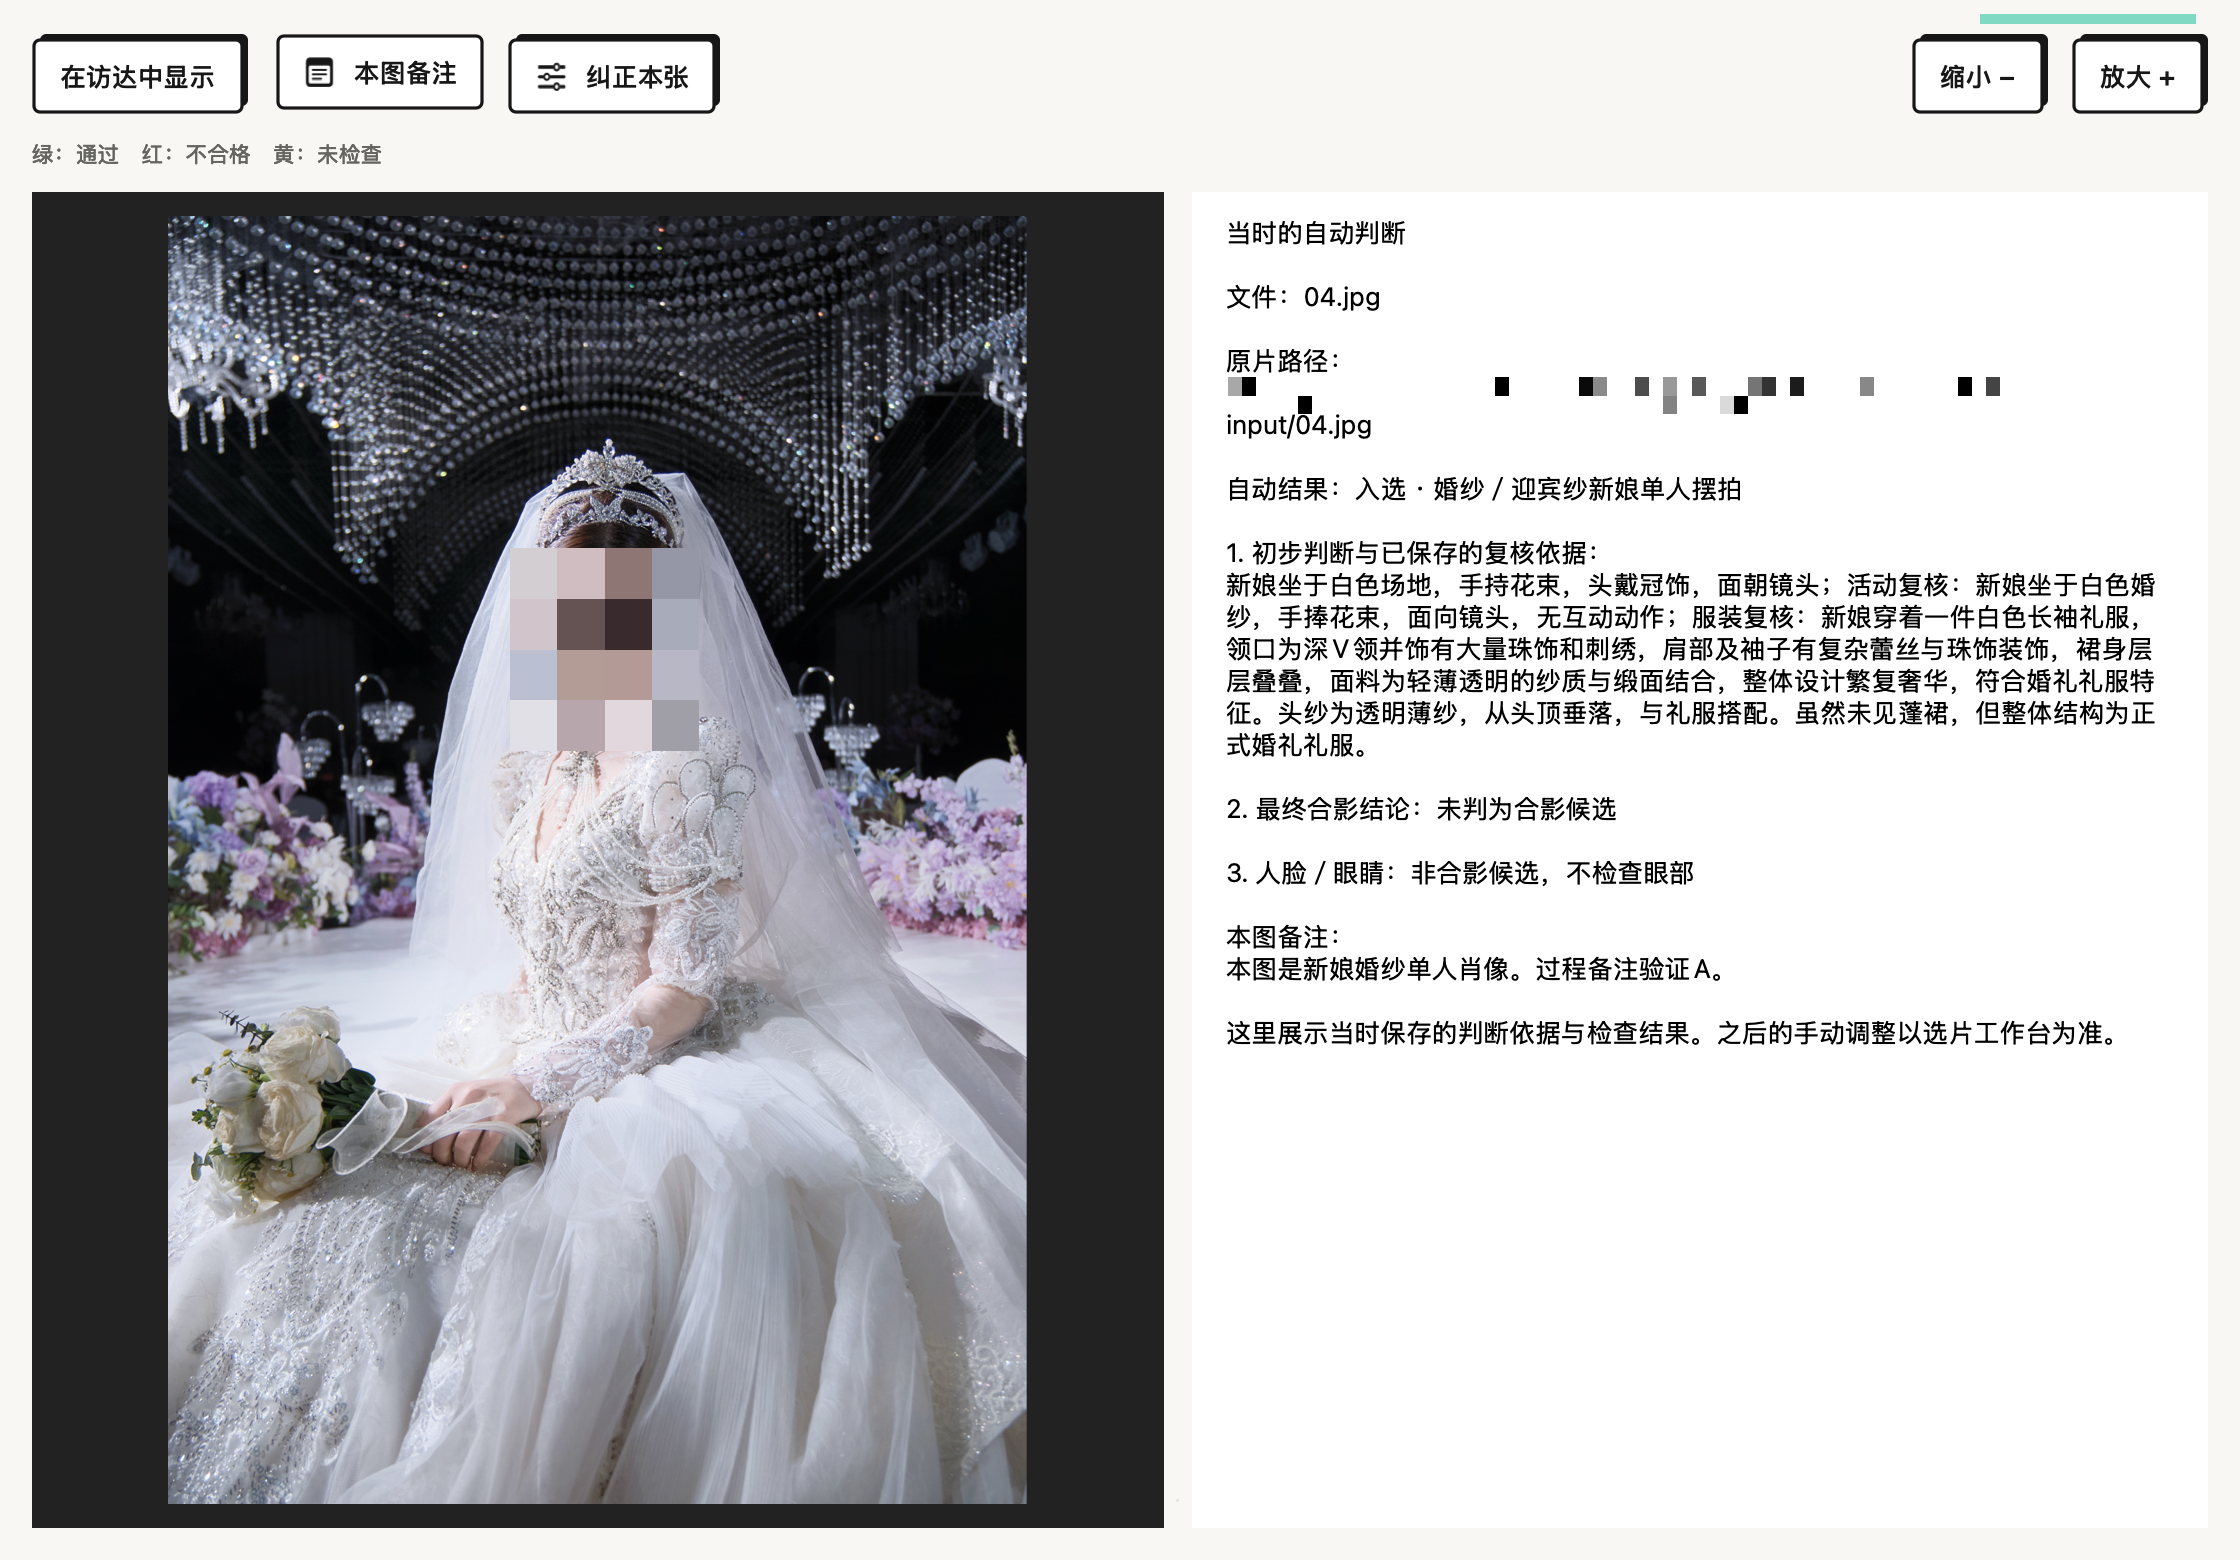 在访达中显示
本图备注
纠正本张
缩小 −
放大 +
绿：通过 红：不合格 黄：未检查
当时的自动判断
文件：04.jpg
原片路径：
input/04.jpg
自动结果：入选 · 婚纱 / 迎宾纱新娘单人摆拍
1. 初步判断与已保存的复核依据：
新娘坐于白色场地，手持花束，头戴冠饰，面朝镜头；活动复核：新娘坐于白色婚
纱，手捧花束，面向镜头，无互动动作；服装复核：新娘穿着一件白色长袖礼服，
领口为深 V 领并饰有大量珠饰和刺绣，肩部及袖子有复杂蕾丝与珠饰装饰，裙身层
层叠叠，面料为轻薄透明的纱质与缎面结合，整体设计繁复奢华，符合婚礼礼服特
征。头纱为透明薄纱，从头顶垂落，与礼服搭配。虽然未见蓬裙，但整体结构为正
式婚礼礼服。
2. 最终合影结论：未判为合影候选
3. 人脸 / 眼睛：非合影候选，不检查眼部
本图备注：
本图是新娘婚纱单人肖像。过程备注验证 A。
这里展示当时保存的判断依据与检查结果。之后的手动调整以选片工作台为准。